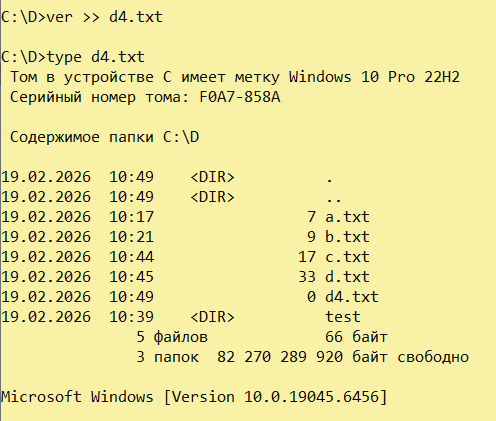 C:\D>ver >> d4.txt
C:\D>type d4.txt
Том в устройстве C имеет метку Windows 10 Pro 22H2
Серийный номер тома: F0A7-858A
Содержимое папки C:\D
19.02.2026  10:49    <DIR>          .
19.02.2026  10:49    <DIR>          ..
19.02.2026  10:17                 7 a.txt
19.02.2026  10:21                 9 b.txt
19.02.2026  10:44                17 c.txt
19.02.2026  10:45                33 d.txt
19.02.2026  10:49                 0 d4.txt
19.02.2026  10:39    <DIR>          test
5 файлов             66 байт
3 папок  82 270 289 920 байт свободно
Microsoft Windows [Version 10.0.19045.6456]